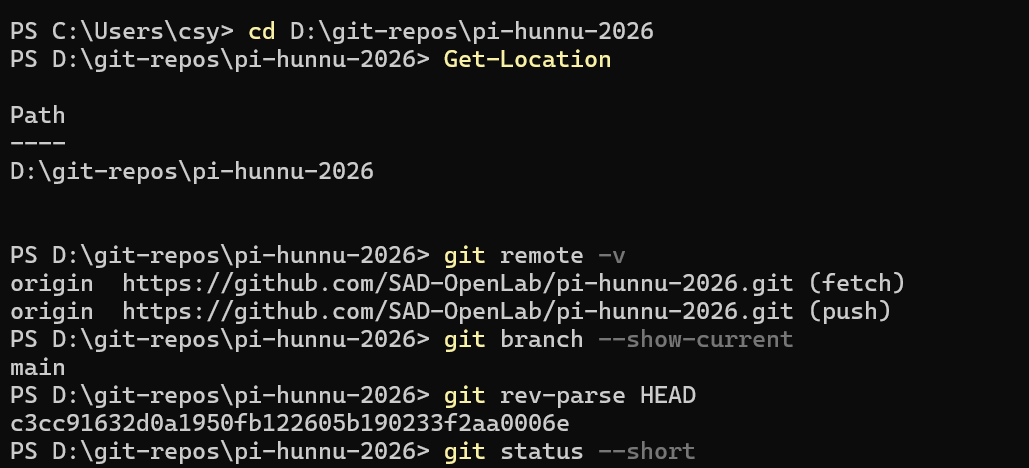 PS C:\Users\csy> cd D:\git-repos\pi-hunnu-2026
PS D:\git-repos\pi-hunnu-2026> Get-Location
Path
----
D:\git-repos\pi-hunnu-2026
PS D:\git-repos\pi-hunnu-2026> git remote -v
origin  https://github.com/SAD-OpenLab/pi-hunnu-2026.git (fetch)
origin  https://github.com/SAD-OpenLab/pi-hunnu-2026.git (push)
PS D:\git-repos\pi-hunnu-2026> git branch --show-current
main
PS D:\git-repos\pi-hunnu-2026> git rev-parse HEAD
c3cc91632d0a1950fb122605b190233f2aa0006e
PS D:\git-repos\pi-hunnu-2026> git status --short